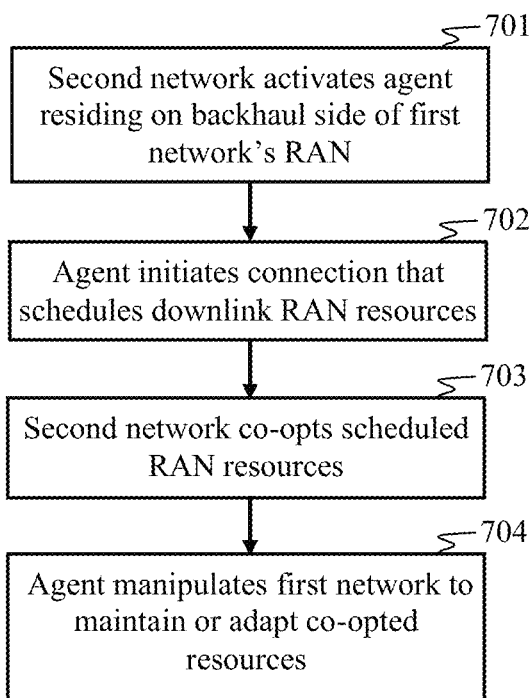 701
Second network activates agent
residing on backhaul side of first
network's RAN
702
Agent initiates connection that
schedules downlink RAN resources
703
Second network co-opts scheduled
RAN resources
704
Agent manipulates first network to
maintain or adapt co-opted
resources